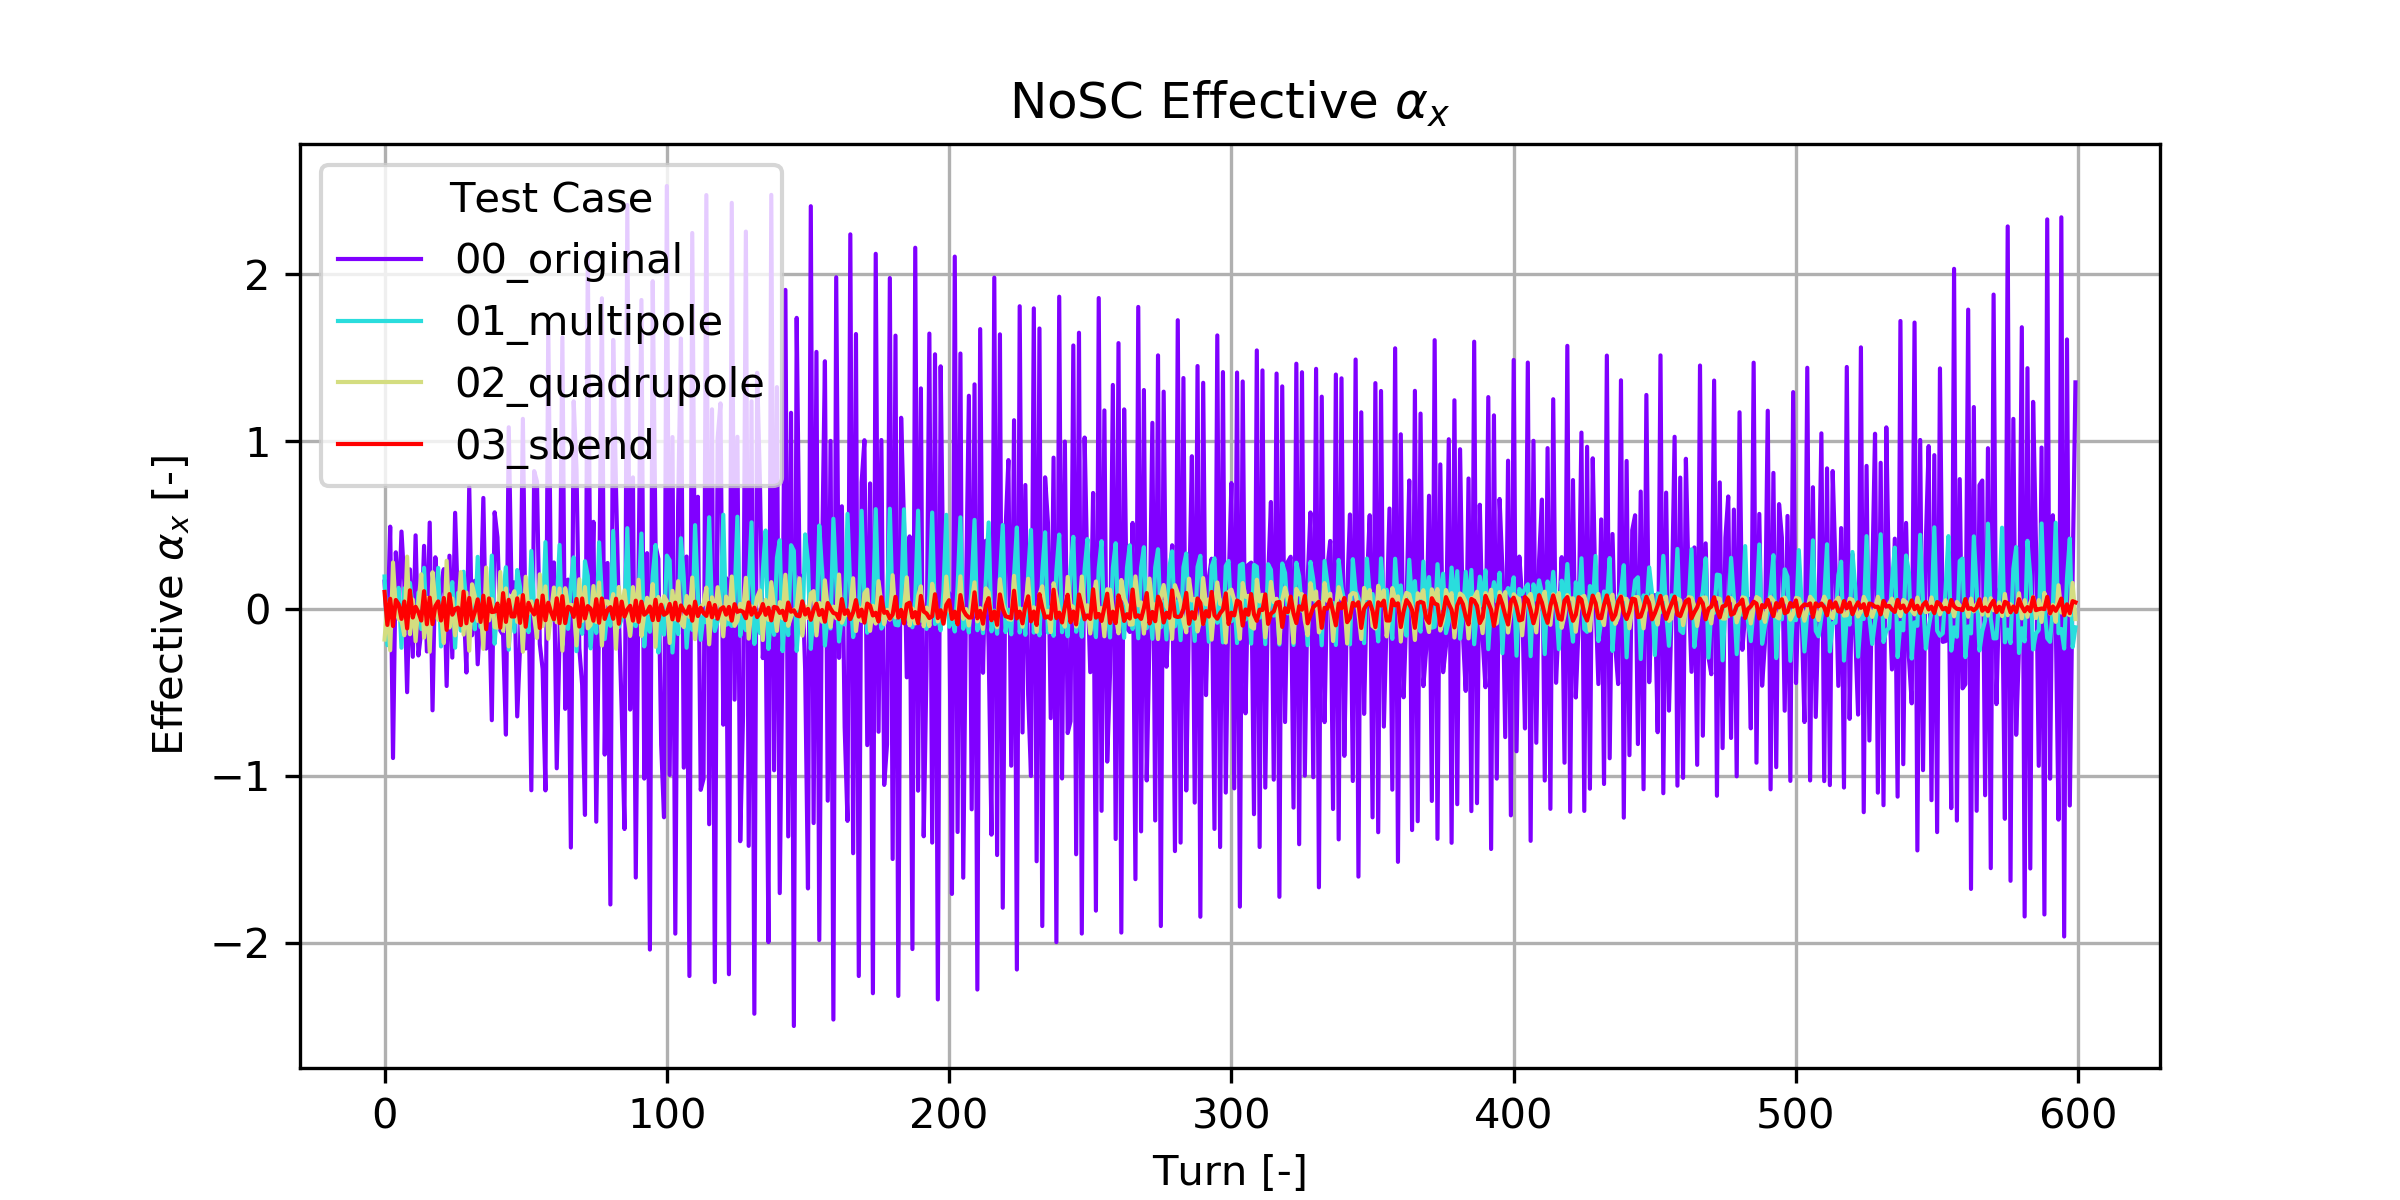 NoSC Effective αx
Test Case
00_original
01_multipole
02_quadrupole
03_sbend
Effective αx [-]
2
1
0
−1
−2
0 100 200 300 400 500 600
Turn [-]